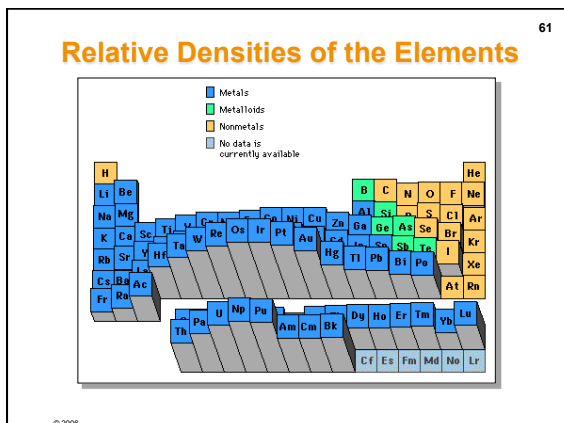 61
Relative Densities of the Elements
Metals
Metalloids
Nonmetals
No data is
currently available
H He
Li Be B C N O F Ne
Na Mg Al Si S Cl Ar
K Ca Sc Ti Cu Zn Ga Ge As Se Br Kr
Rb Sr Y Sb Te I Xe
Cs Ba Hf Ta W Re Os Ir Pt Au Hg Tl Pb Bi Po At Rn
Fr Ra Ac
Dy Ho Er Tm Yb Lu
Th Pa U Np Pu Am Cm Bk Cf Es Fm Md No Lr